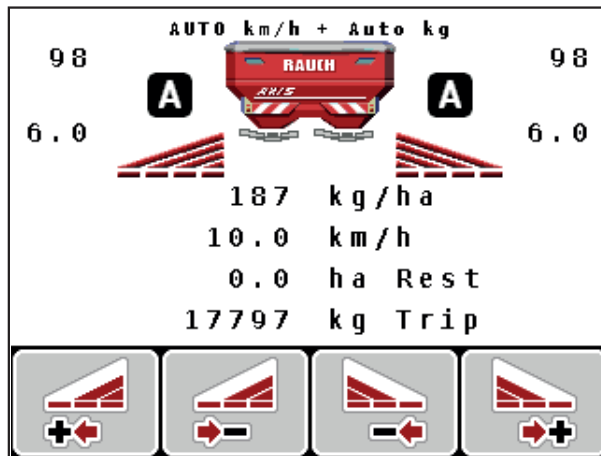 AUTO km/h + Auto kg
98 98
RAUCH
AXIS
A A
6.0 6.0
187 kg/ha
10.0 km/h
0.0 ha Rest
17797 kg Trip